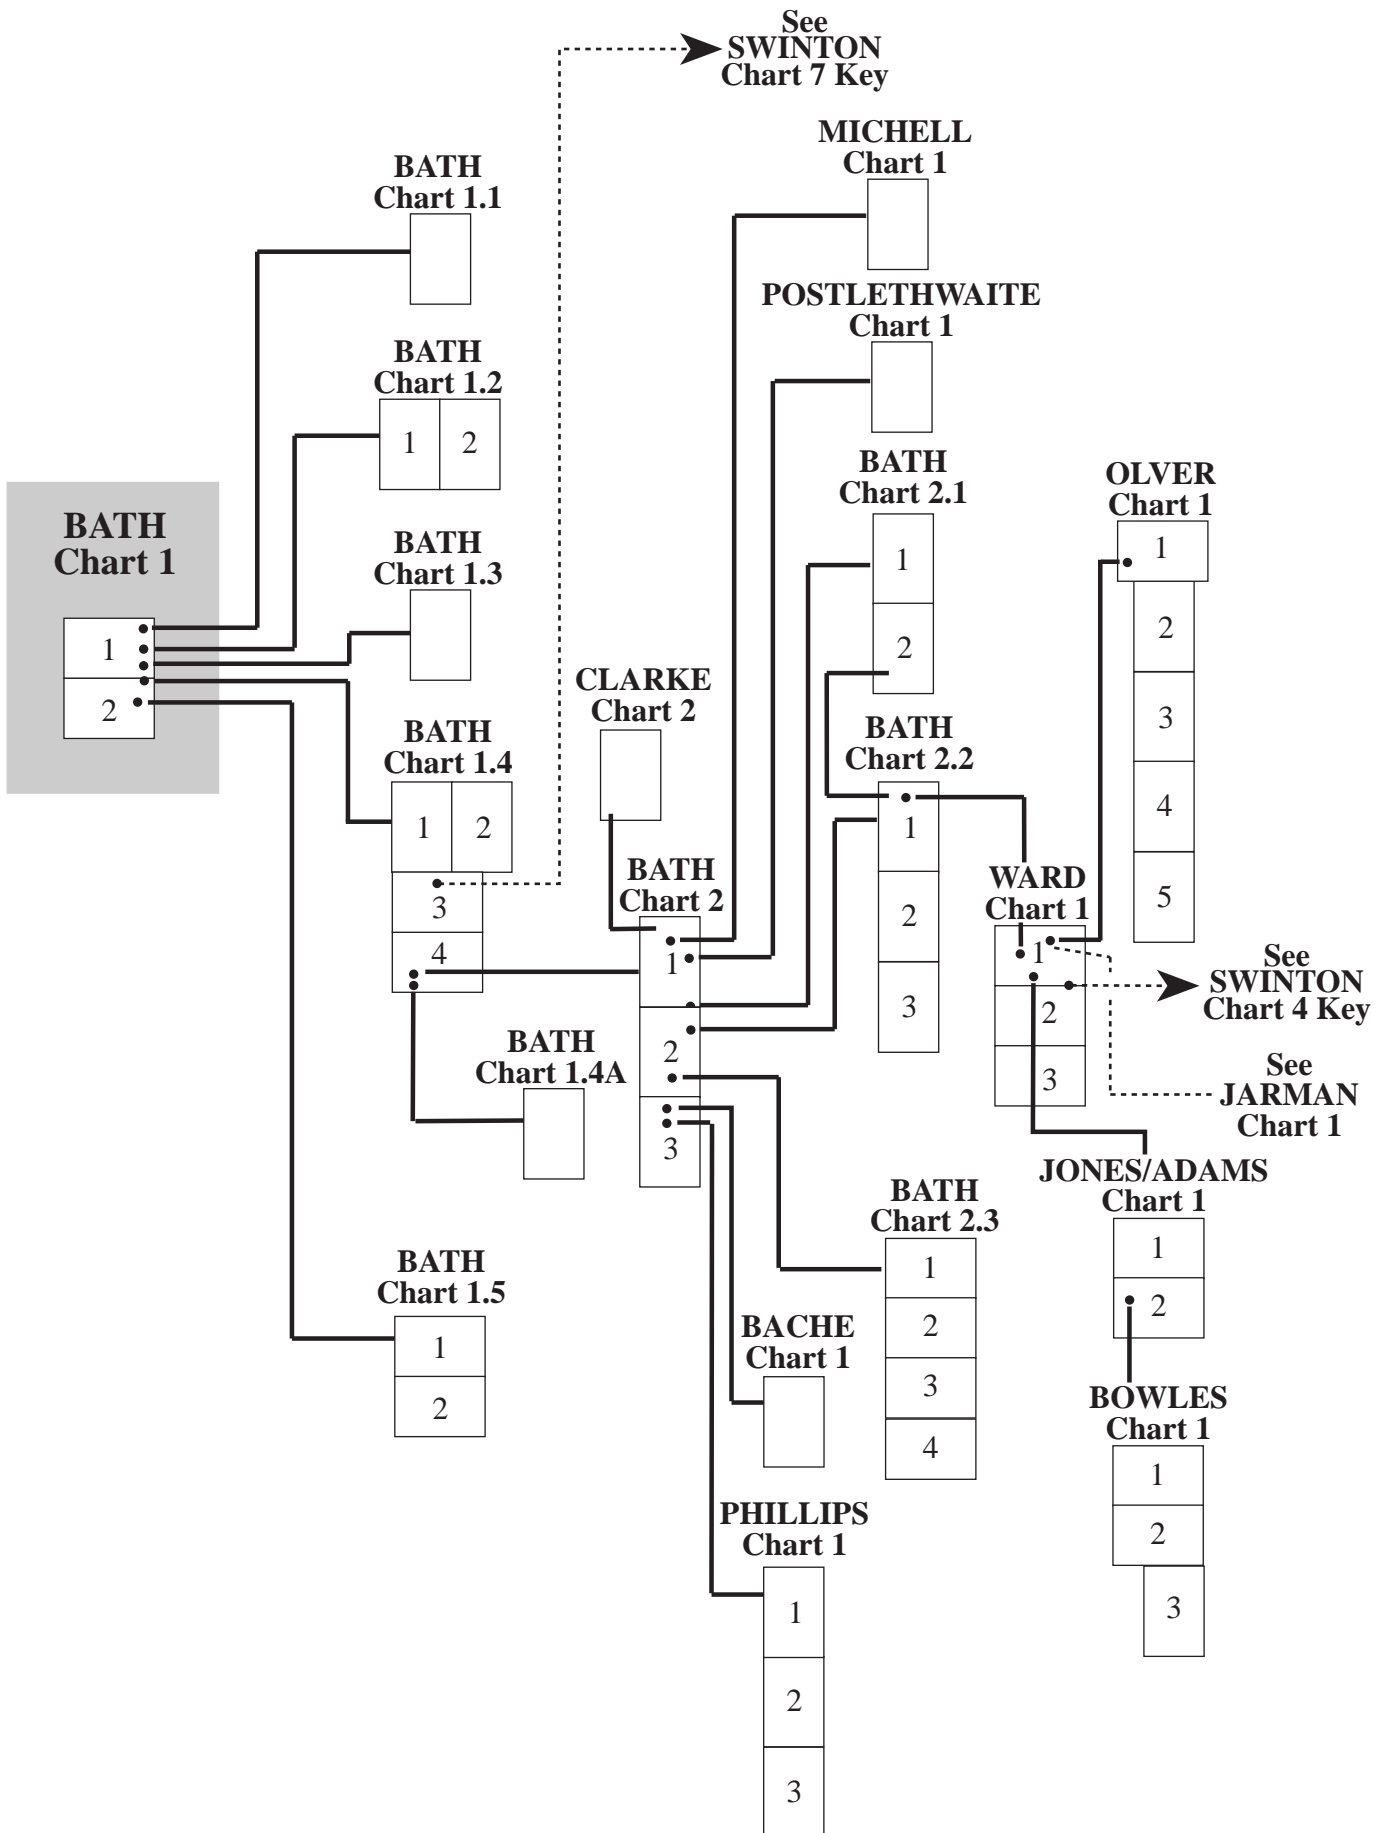 See
SWINTON
Chart 7 Key
MICHELL
Chart 1
BATH
Chart 1.1
POSTLETHWAITE
Chart 1
BATH
Chart 1.2
1 2
BATH
Chart 2.1
1
2
OLVER
Chart 1
1
2
3
4
5
BATH
Chart 1
1
2
BATH
Chart 1.3
CLARKE
Chart 2
BATH
Chart 1.4
1 2
3
4
BATH
Chart 2.2
1
2
3
BATH
Chart 2
1
2
3
WARD
Chart 1
1
2
3
See
SWINTON
Chart 4 Key
BATH
Chart 1.4A
See
JARMAN
Chart 1
JONES/ADAMS
Chart 1
1
2
BATH
Chart 2.3
1
2
3
4
BATH
Chart 1.5
1
2
BACHE
Chart 1
BOWLES
Chart 1
1
2
3
PHILLIPS
Chart 1
1
2
3